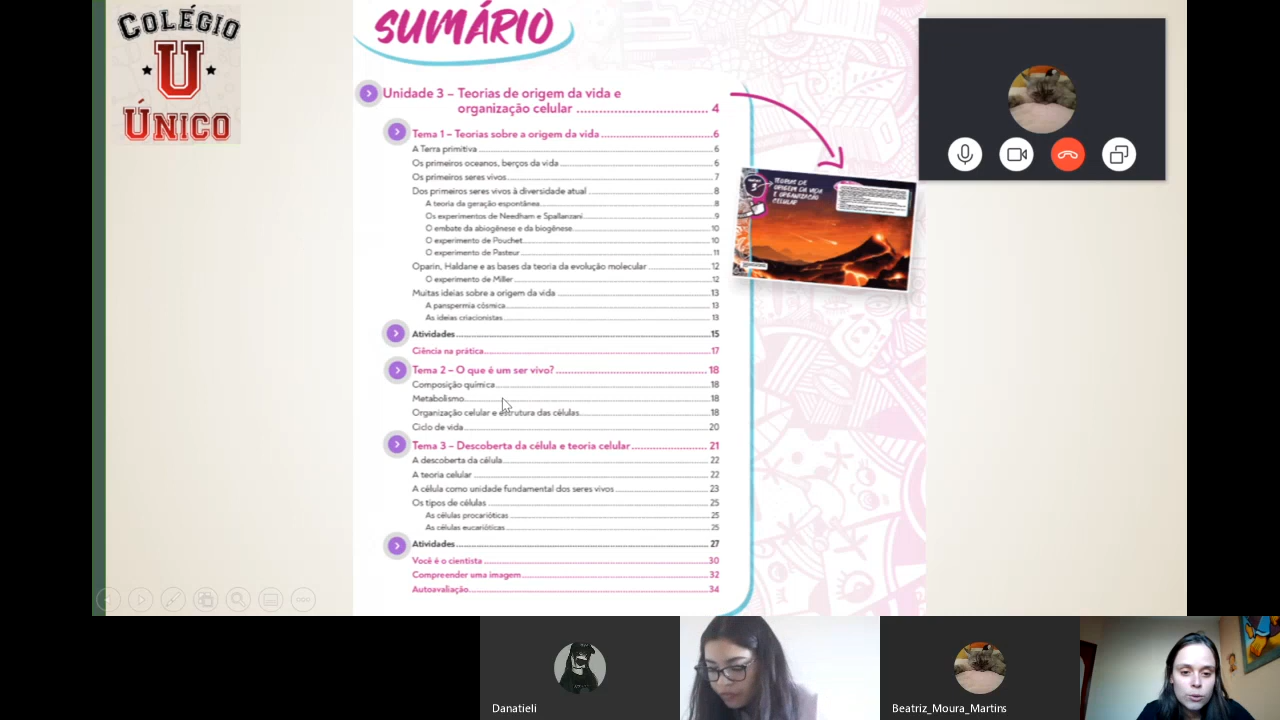 COLÉGIO
U
ÚNICO
SUMÁRIO
Unidade 3 – Teorias de origem da vida e
organização celular ................................. 4
Tema 1 – Teorias sobre a origem da vida ................................. 6
A Terra primitiva ................................. 6
Os primeiros oceanos, berços da vida ................................. 6
Os primeiros seres vivos ................................. 7
Dos primeiros seres vivos à diversidade atual ................................. 8
A teoria da geração espontânea ................................. 8
Os experimentos de Needham e Spallanzani ................................. 9
O embate da abiogênese e da biogênese ................................. 10
O experimento de Pouchet ................................. 10
O experimento de Pasteur ................................. 11
Oparin, Haldane e as bases da teoria da evolução molecular ................................. 12
O experimento de Miller ................................. 12
Muitas ideias sobre a origem da vida ................................. 13
A panspermia cósmica ................................. 13
As ideias criacionistas ................................. 13
Atividades ................................. 15
Ciência na prática ................................. 17
Tema 2 – O que é um ser vivo? ................................. 18
Composição química ................................. 18
Metabolismo ................................. 18
Organização celular e estrutura das células ................................. 18
Ciclo de vida ................................. 20
Tema 3 – Descoberta da célula e teoria celular ................................. 21
A descoberta da célula ................................. 22
A teoria celular ................................. 22
A célula como unidade fundamental dos seres vivos ................................. 23
Os tipos de células ................................. 25
As células procarióticas ................................. 25
As células eucarióticas ................................. 25
Atividades ................................. 27
Você é o cientista ................................. 30
Compreender uma imagem ................................. 32
Autoavaliação ................................. 34
3
TEORIAS DE
ORIGEM DA VIDA
E ORGANIZAÇÃO
CELULAR
Danatieli
Beatriz_Moura_Martins